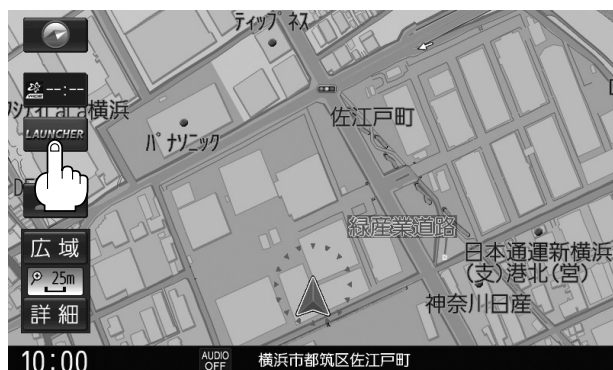 ティップネス
--:--
横浜
LAUNCHER
パナソニック
佐江戸町
緑産業道路
広域
25m
詳細
日本通運新横浜
(支)港北(営)
神奈川日産
10:00
AUDIO
OFF
横浜市都筑区佐江戸町